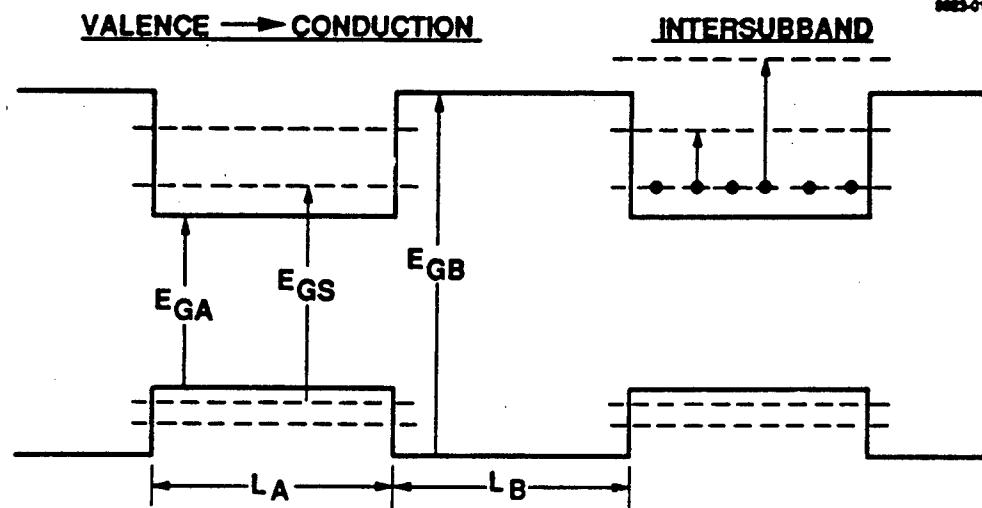 VALENCE → CONDUCTION
INTERSUBBAND
E_GA
E_GS
E_GB
L_A
L_B